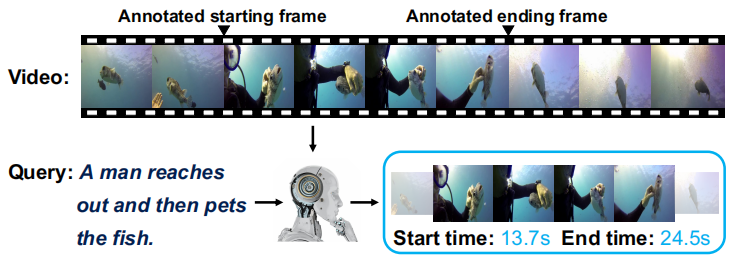 Annotated starting frame Annotated ending frame
Video:
Query: A man reaches
out and then pets
the fish.
Start time: 13.7s End time: 24.5s